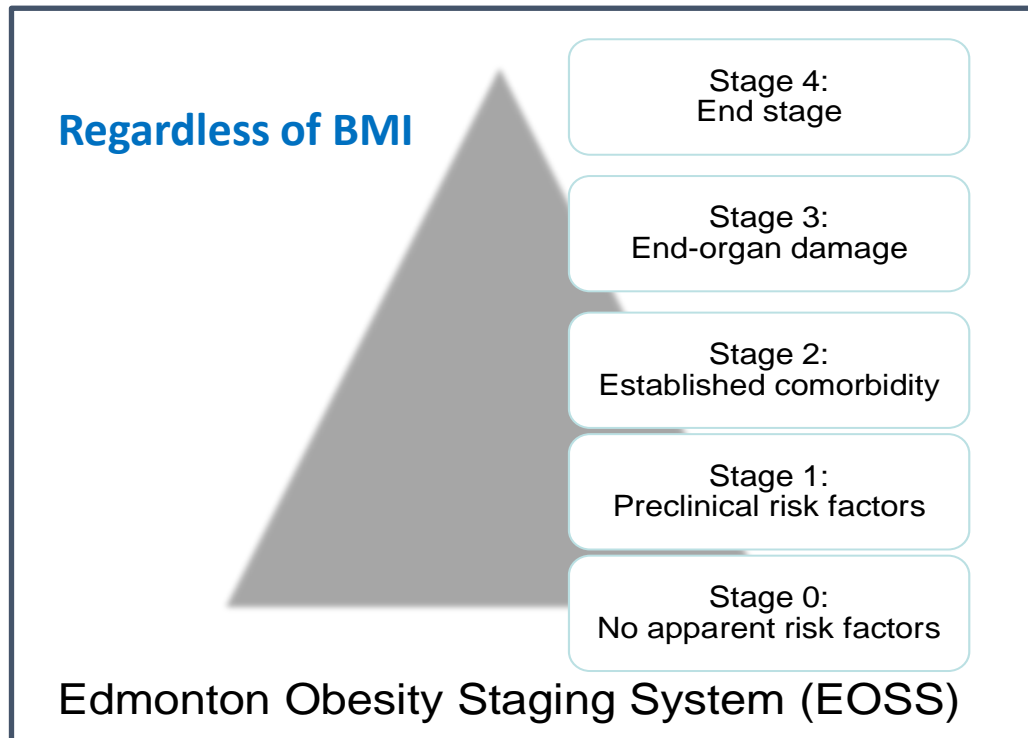 Regardless of BMI
Stage 4:
End stage
Stage 3:
End-organ damage
Stage 2:
Established comorbidity
Stage 1:
Preclinical risk factors
Stage 0:
No apparent risk factors
Edmonton Obesity Staging System (EOSS)